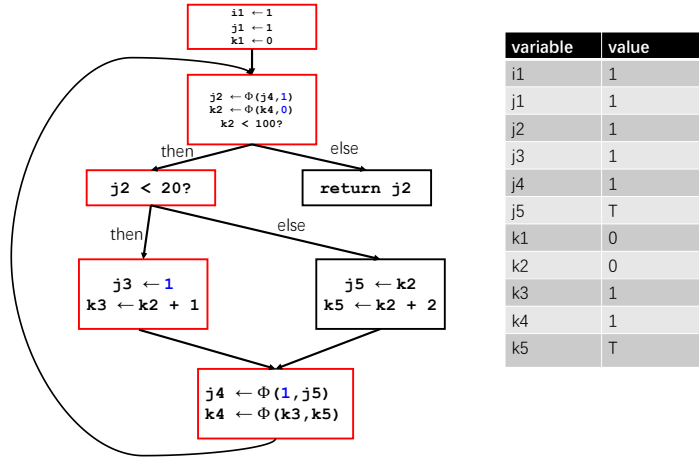 i1 ← 1
j1 ← 1
k1 ← 0
j2 ← Φ(j4,1)
k2 ← Φ(k4,0)
k2 < 100?
then
else
j2 < 20?
return j2
then
else
j3 ← 1
k3 ← k2 + 1
j5 ← k2
k5 ← k2 + 2
j4 ← Φ(1,j5)
k4 ← Φ(k3,k5)
variable value
i1 1
j1 1
j2 1
j3 1
j4 1
j5 T
k1 0
k2 0
k3 1
k4 1
k5 T